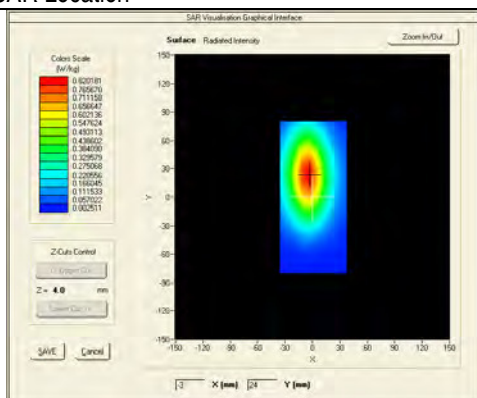 SAR Visualisation Graphical Interface
Surface Radiated Intensity
Zoom In/Out
Colors Scale
(W/kg)
0.820181
0.765670
0.711158
0.656647
0.602136
0.547624
0.493113
0.438602
0.384090
0.329579
0.275068
0.220556
0.166045
0.111533
0.057022
0.002511
150
120
90
60
30
0
-30
-60
-90
-120
-150
Y
-150 -120 -90 -60 -30 0 30 60 90 120 150
X
Z-Cuts Control
Z = 4.0 mm
SAVE Cancel
-3 X (mm) 24 Y (mm)